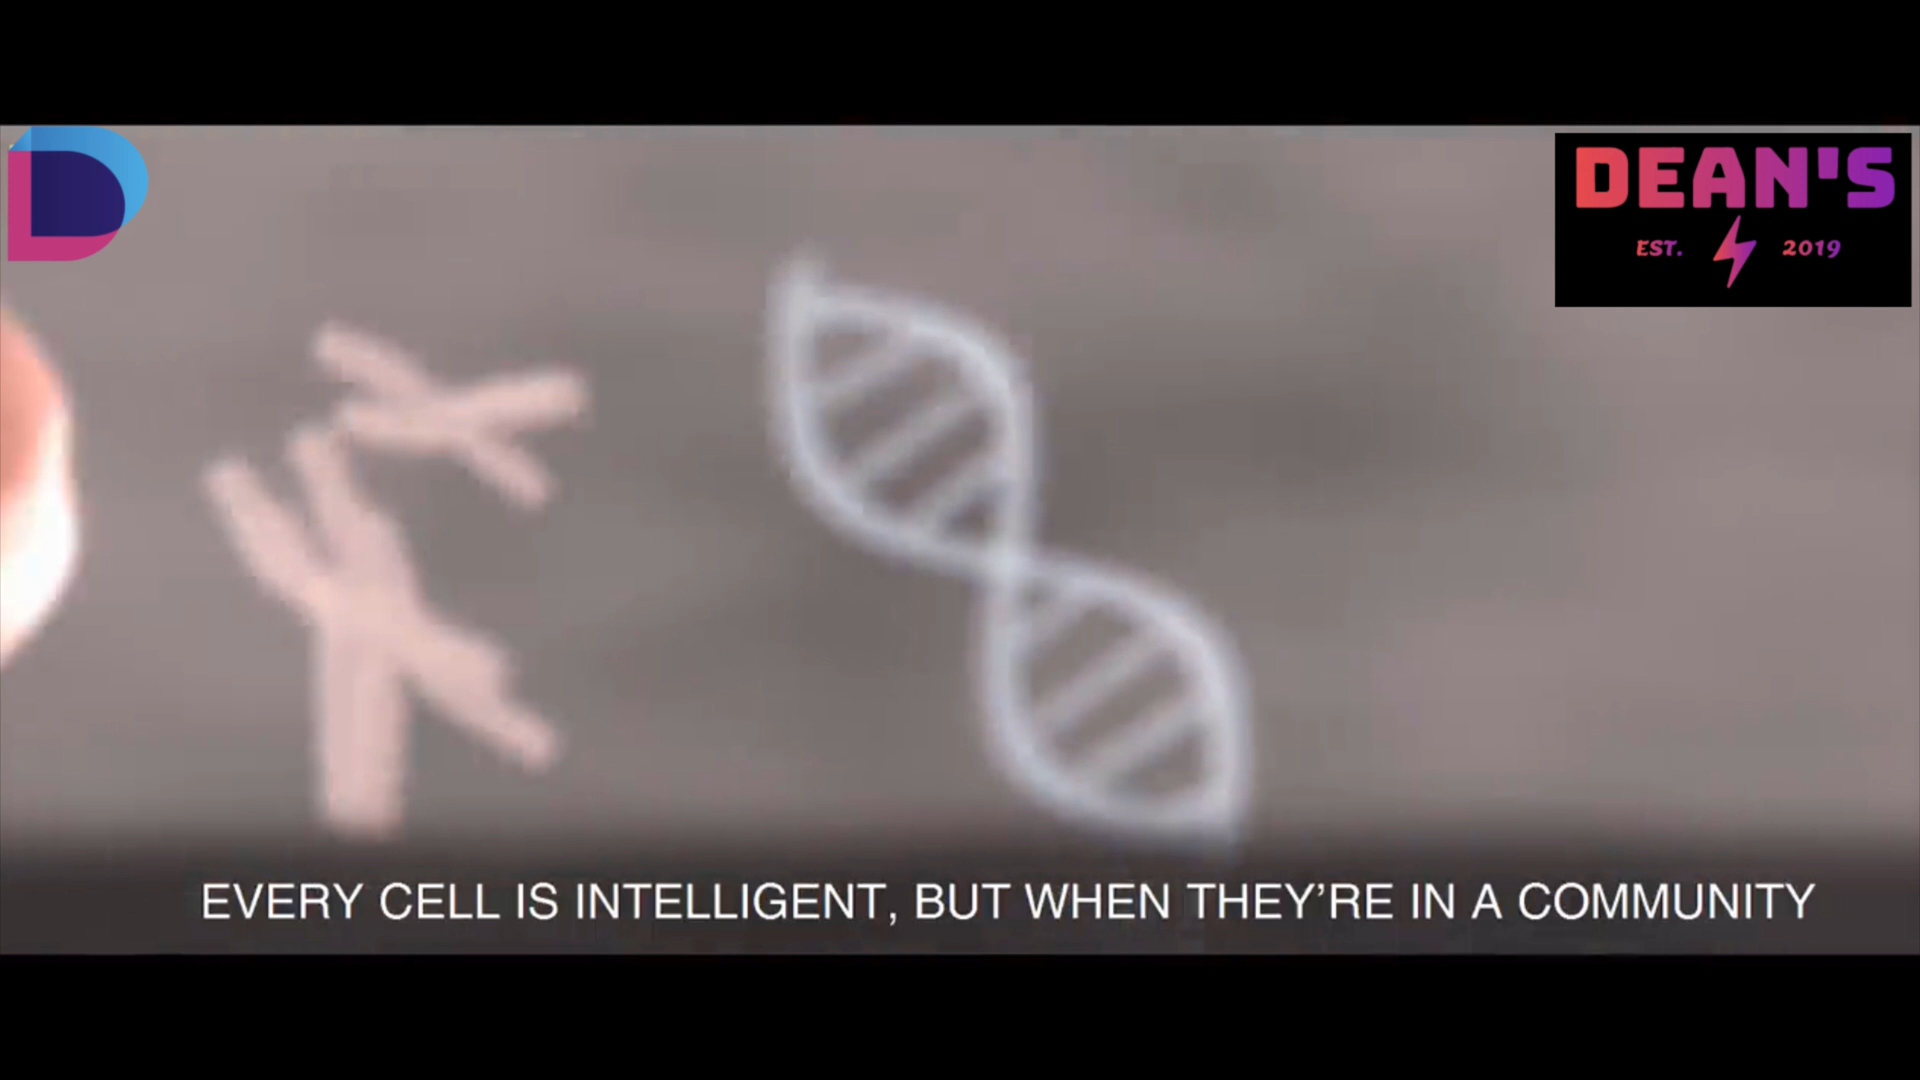 DEAN'S
EST. 2019
EVERY CELL IS INTELLIGENT, BUT WHEN THEY’RE IN A COMMUNITY